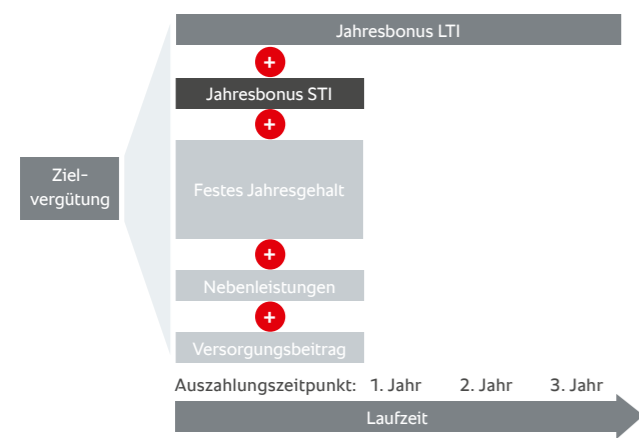 Jahresbonus LTI
+
Jahresbonus STI
+
Ziel-
vergütung
Festes Jahresgehalt
+
Nebenleistungen
+
Versorgungsbeitrag
Auszahlungszeitpunkt: 1. Jahr 2. Jahr 3. Jahr
Laufzeit